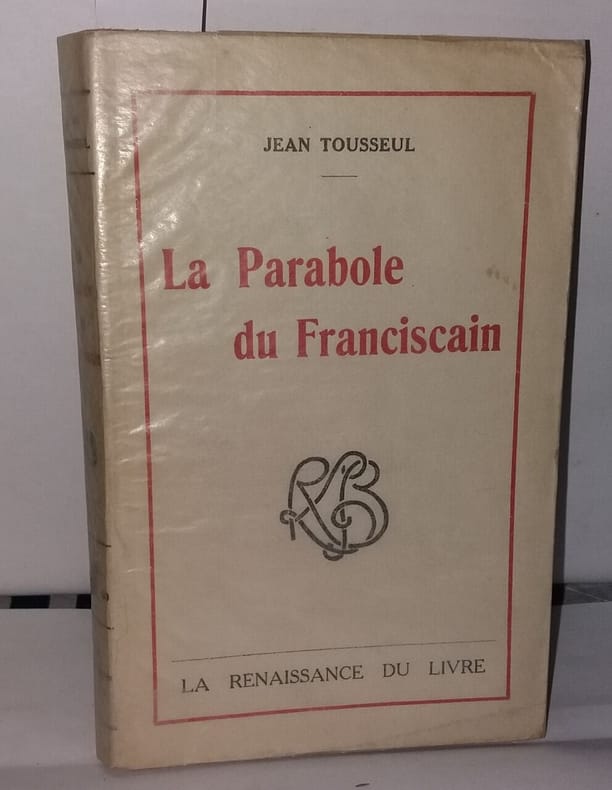 JEAN TOUSSEUL
La Parabole
du Franciscain
LA RENAISSANCE DU LIVRE